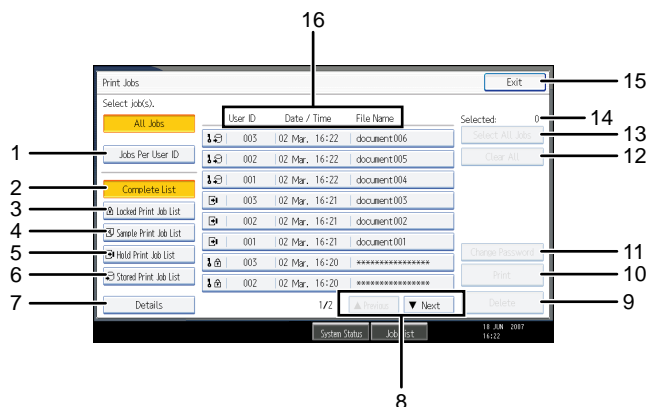 16
Print Jobs
Exit
15
Select job(s).
All Jobs
User ID Date / Time File Name
Selected: 0
14
003 02 Mar. 16:22 document006
Select All Jobs
13
1
Jobs Per User ID
002 02 Mar. 16:22 document005
Clear All
12
001 02 Mar. 16:22 document004
2
Complete List
003 02 Mar. 16:21 document003
3
Locked Print Job List
002 02 Mar. 16:21 document002
4
Sample Print Job List
001 02 Mar. 16:21 document001
5
Hold Print Job List
003 02 Mar. 16:20 ****************
Change Password
11
6
Stored Print Job List
002 02 Mar. 16:20 ****************
Print
10
7
Details
1/2
▲ Previous
▼ Next
Delete
9
System Status
Job List
18 JUN 2007
16:22
8